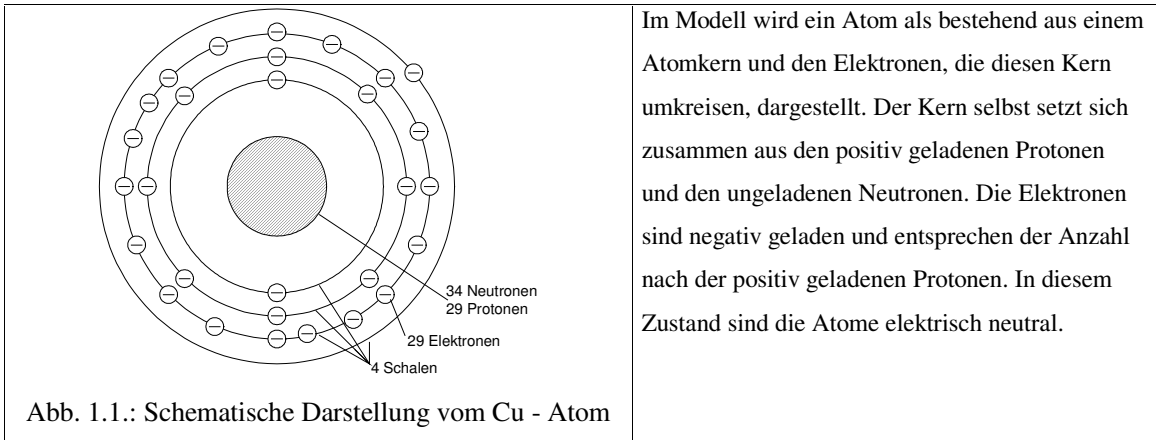 34 Neutronen
29 Protonen
29 Elektronen
4 Schalen
Abb. 1.1.: Schematische Darstellung vom Cu - Atom
Im Modell wird ein Atom als bestehend aus einem
Atomkern und den Elektronen, die diesen Kern
umkreisen, dargestellt. Der Kern selbst setzt sich
zusammen aus den positiv geladenen Protonen
und den ungeladenen Neutronen. Die Elektronen
sind negativ geladen und entsprechen der Anzahl
nach der positiv geladenen Protonen. In diesem
Zustand sind die Atome elektrisch neutral.